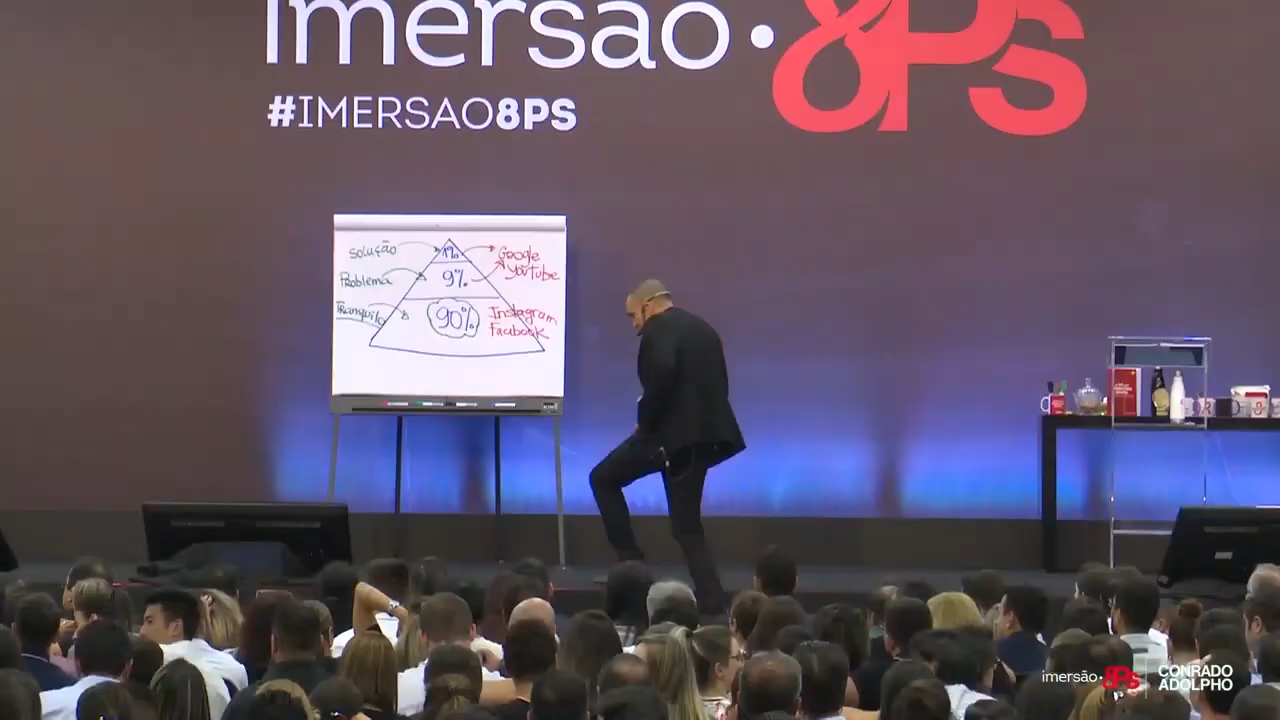 imersão • 8Ps
#IMERSAO8PS
solução
1%
Google
Problema
9%
YouTube
Tranquilo
90%
Instagram
Facebook
imersão • 8Ps
CONRADO
ADOLPHO